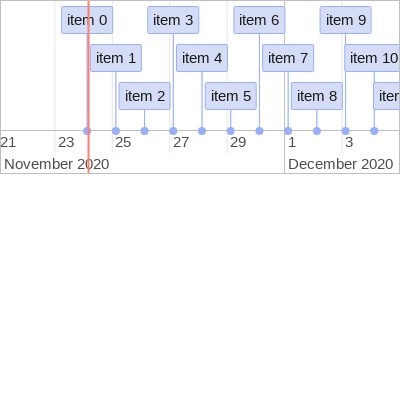 item 0 item 3 item 6 item 9
item 1 item 4 item 7 item 10
item 2 item 5 item 8
21 23 25 27 29 1 3
November 2020 December 2020